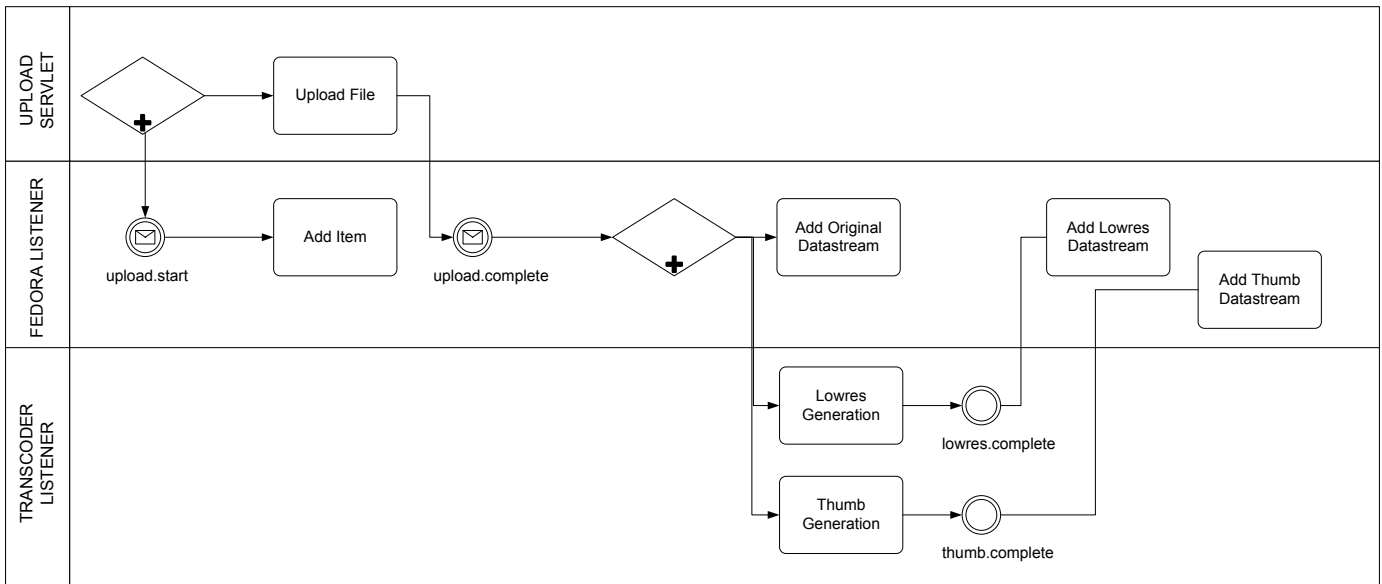 UPLOAD
SERVLET
Upload File
FEDORA LISTENER
upload.start
Add Item
upload.complete
Add Original
Datastream
Add Lowres
Datastream
Add Thumb
Datastream
TRANSCODER
LISTENER
Lowres
Generation
lowres.complete
Thumb
Generation
thumb.complete